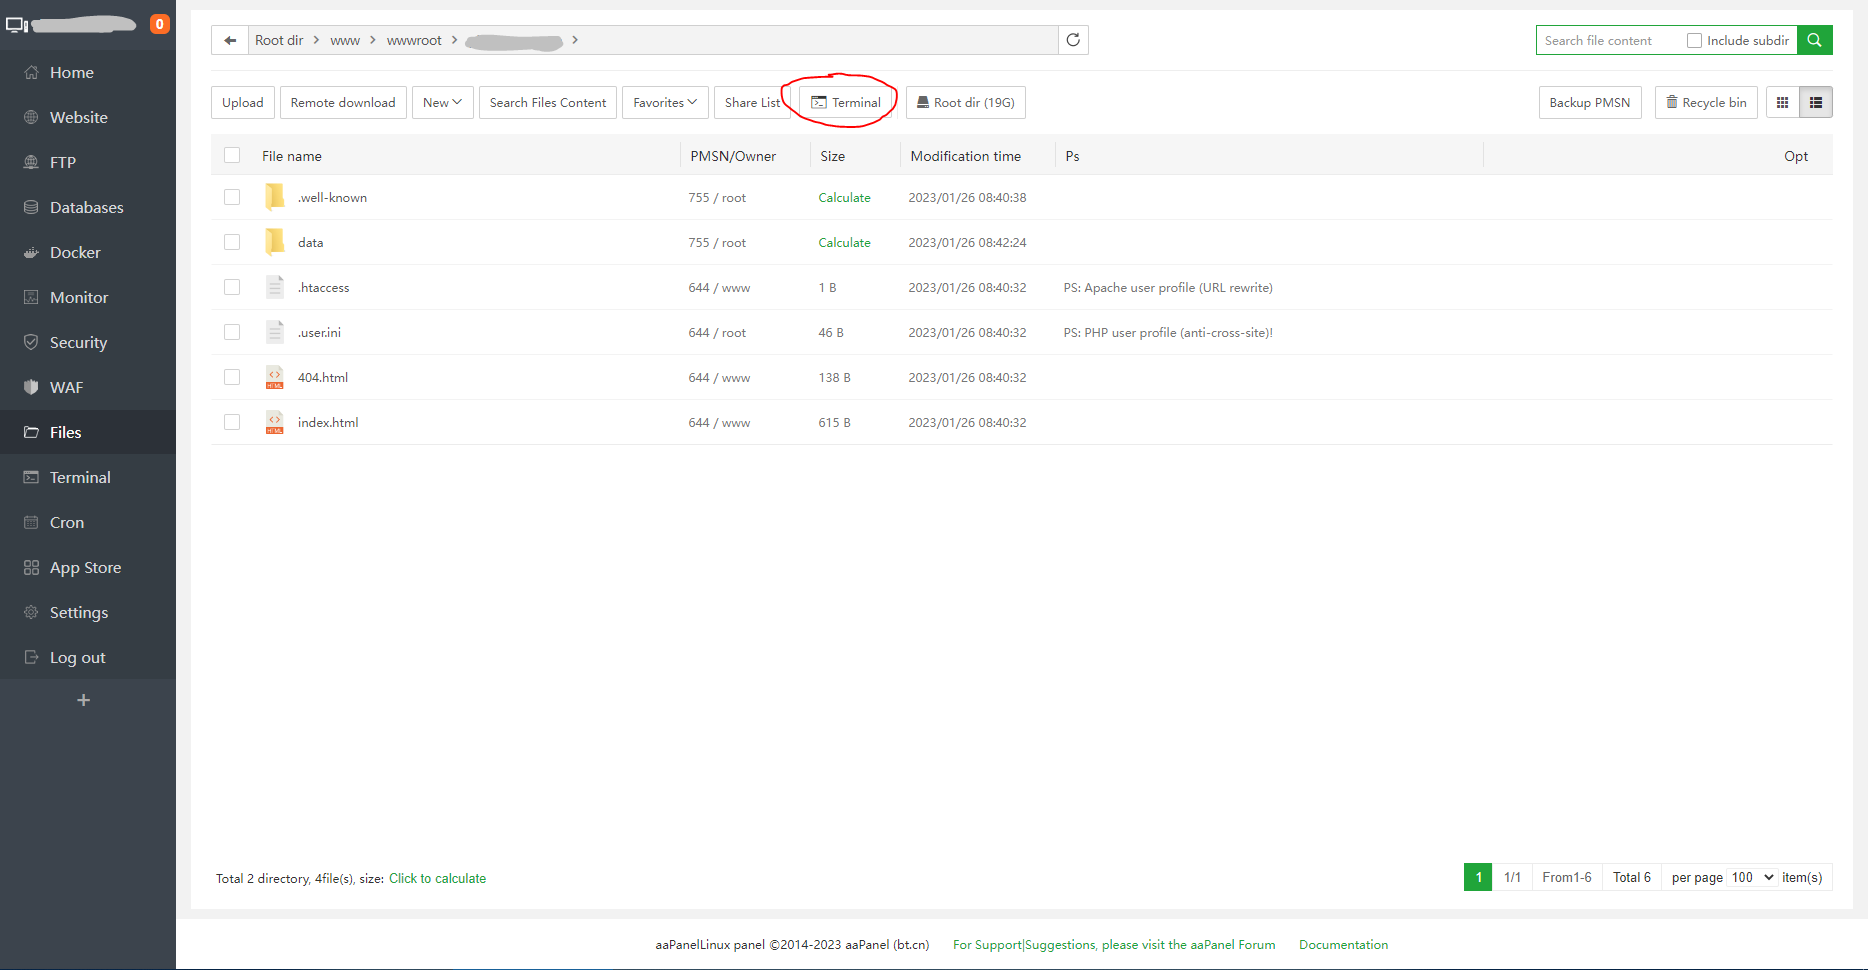 0
Home
Website
FTP
Databases
Docker
Monitor
Security
WAF
Files
Terminal
Cron
App Store
Settings
Log out
+
Root dir > www > wwwroot > >
Search file content Include subdir
Upload Remote download New Search Files Content Favorites Share List Terminal Root dir (19G) Backup PMSN Recycle bin
File name PMSN/Owner Size Modification time Ps Opt
.well-known 755 / root Calculate 2023/01/26 08:40:38
data 755 / root Calculate 2023/01/26 08:42:24
.htaccess 644 / www 1 B 2023/01/26 08:40:32 PS: Apache user profile (URL rewrite)
.user.ini 644 / root 46 B 2023/01/26 08:40:32 PS: PHP user profile (anti-cross-site)!
HTML 404.html 644 / www 138 B 2023/01/26 08:40:32
HTML index.html 644 / www 615 B 2023/01/26 08:40:32
Total 2 directory, 4file(s), size: Click to calculate
1 1/1 From1-6 Total 6 per page 100 item(s)
aaPanelLinux panel ©2014-2023 aaPanel (bt.cn) For Support|Suggestions, please visit the aaPanel Forum Documentation